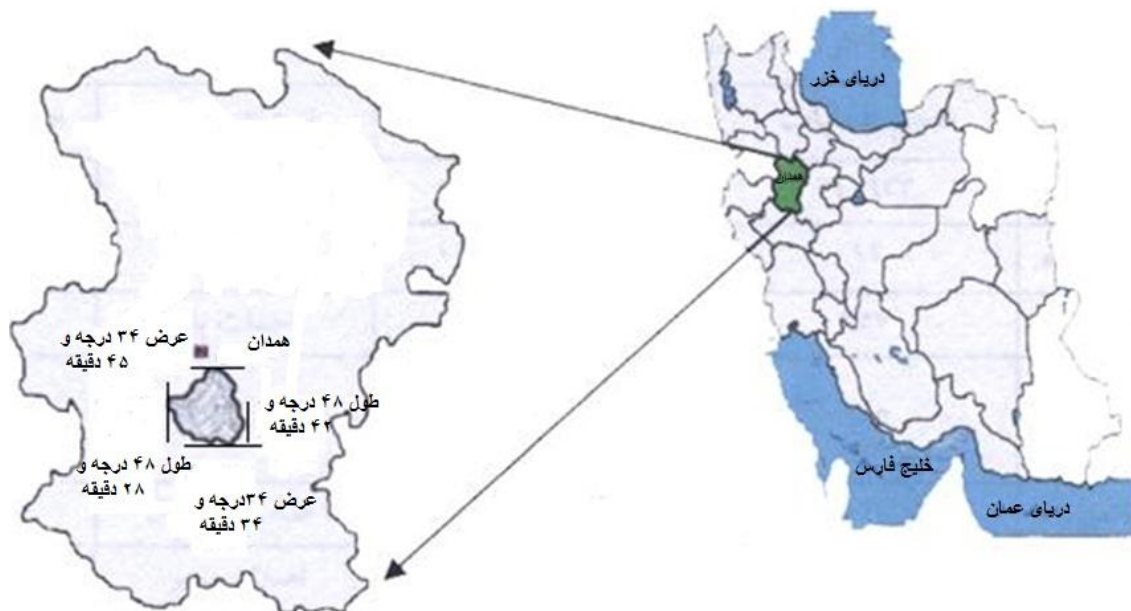 دریای خزر
همدان
خلیج فارس
دریای عمان
عرض ۳۴ درجه و
۴۵ دقیقه
همدان
طول ۴۸ درجه و
۴۲ دقیقه
طول ۴۸ درجه و
۲۸ دقیقه
عرض ۳۴درجه و
۳۴ دقیقه